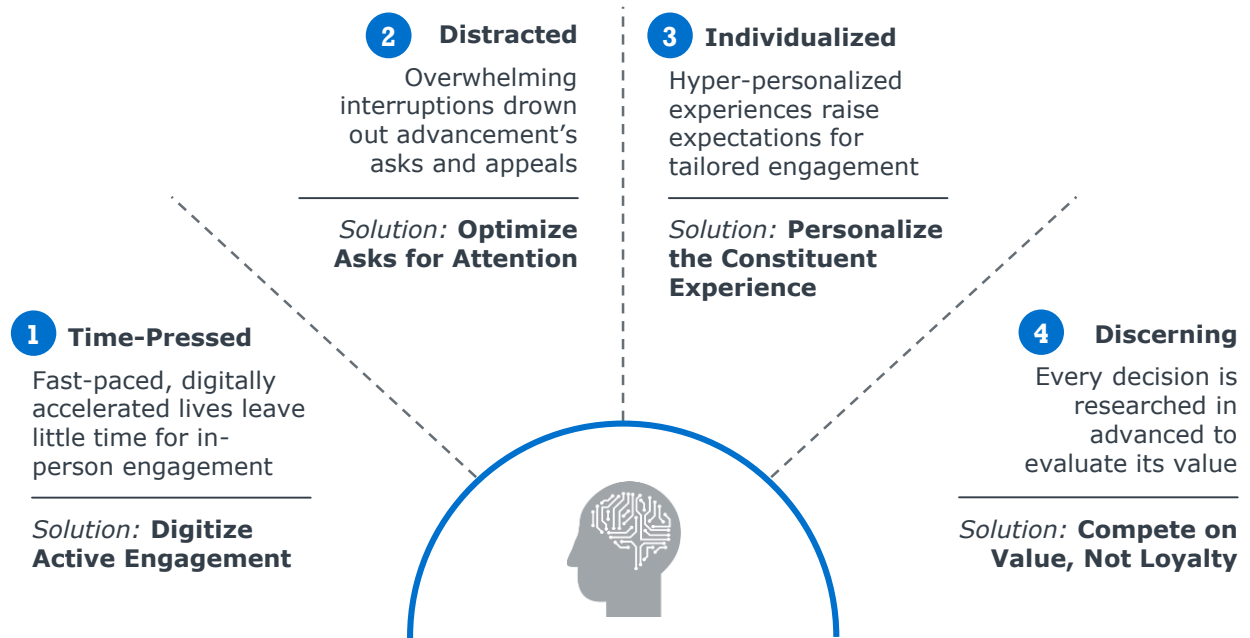 1 Time-Pressed
Fast-paced, digitally
accelerated lives leave
little time for in-
person engagement
Solution: Digitize
Active Engagement
2 Distracted
Overwhelming
interruptions drown
out advancement’s
asks and appeals
Solution: Optimize
Asks for Attention
3 Individualized
Hyper-personalized
experiences raise
expectations for
tailored engagement
Solution: Personalize
the Constituent
Experience
4 Discerning
Every decision is
researched in
advanced to
evaluate its value
Solution: Compete on
Value, Not Loyalty